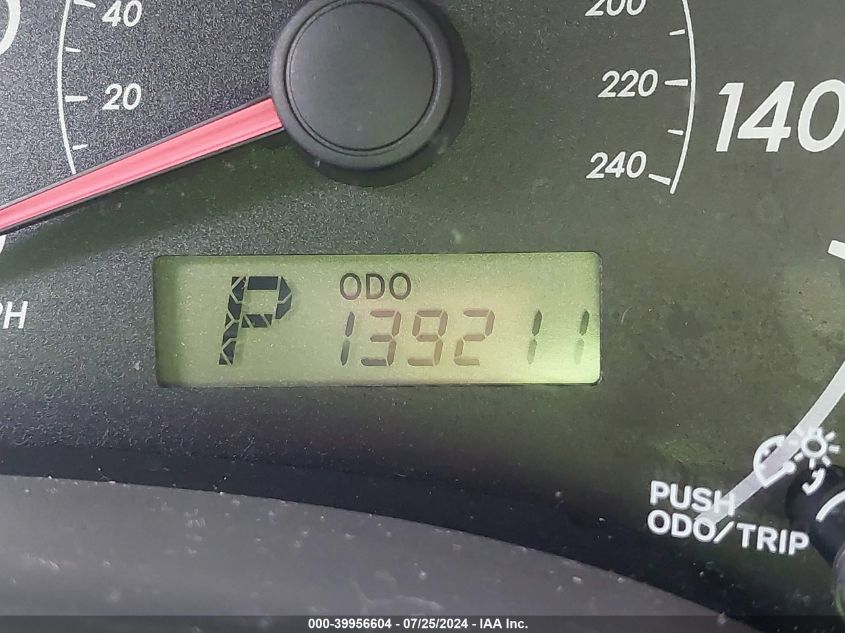 40
200
20
220
140
240
PH
P
ODO
139211
PUSH
ODO/TRIP
000-39956604 - 07/25/2024 - IAA Inc.